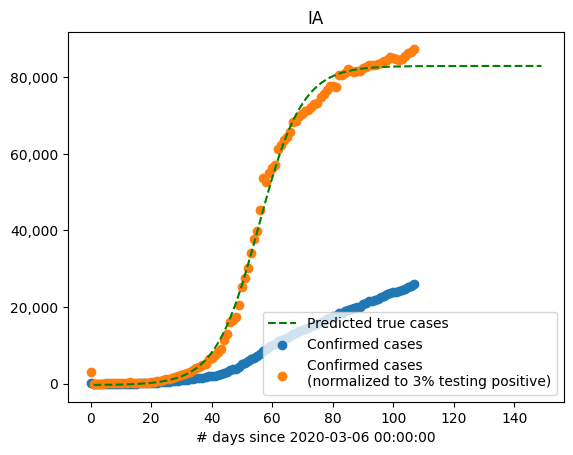 IA
80,000
60,000
40,000
20,000
0
Predicted true cases
Confirmed cases
Confirmed cases
(normalized to 3% testing positive)
0 20 40 60 80 100 120 140
# days since 2020-03-06 00:00:00